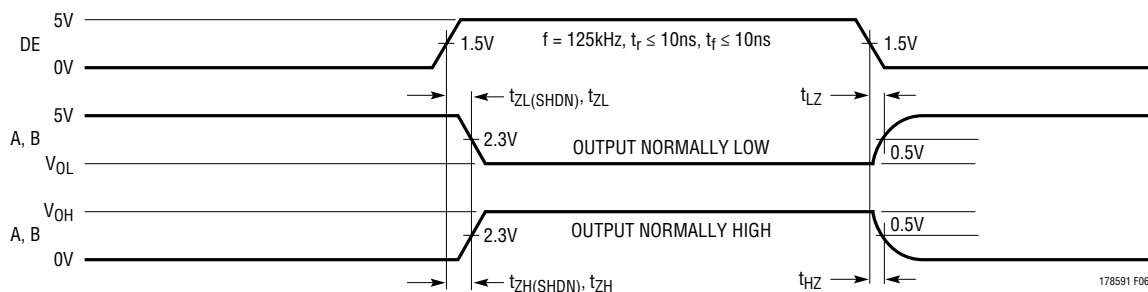 5V
DE
0V
1.5V
f = 125kHz, tr ≤ 10ns, tf ≤ 10ns
1.5V
tZL(SHDN), tZL
tLZ
5V
A, B
VOL
2.3V
OUTPUT NORMALLY LOW
0.5V
VOH
A, B
0V
2.3V
OUTPUT NORMALLY HIGH
0.5V
tZH(SHDN), tZH
tHZ
178591 F06